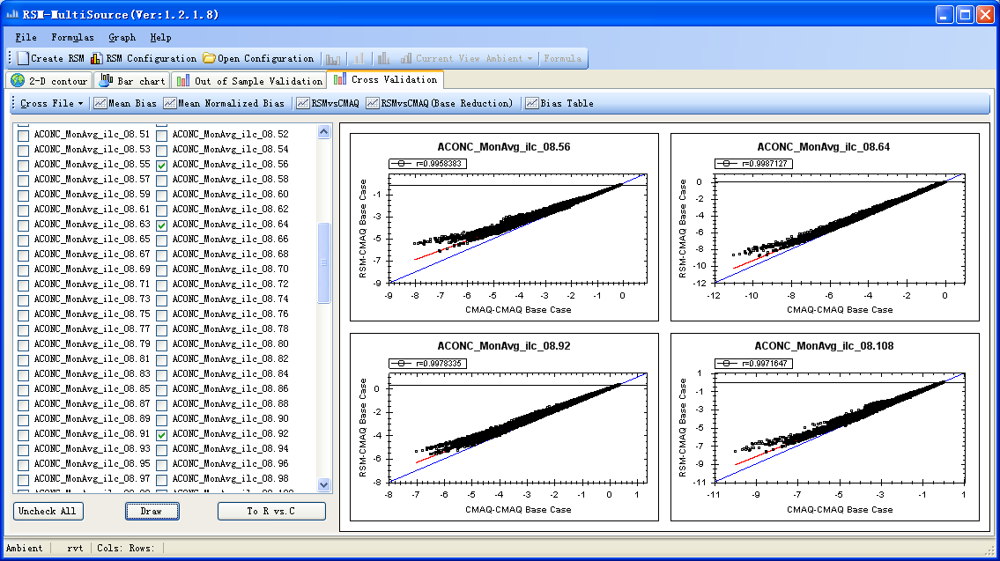 RSM-MultiSource(Ver:1.2.1.8)
File Formulas Graph Help
Create RSM RSM Configuration Open Configuration Current View Ambient Formula
2-D contour Bar chart Out of Sample Validation Cross Validation
Cross File Mean Bias Mean Normalized Bias RSMvsCMAQ RSMvsCMAQ(Base Reduction) Bias Table
ACONC_MonAvg_ilc_08.51 ACONC_MonAvg_ilc_08.52
ACONC_MonAvg_ilc_08.53 ACONC_MonAvg_ilc_08.54
ACONC_MonAvg_ilc_08.55 ACONC_MonAvg_ilc_08.56
ACONC_MonAvg_ilc_08.57 ACONC_MonAvg_ilc_08.58
ACONC_MonAvg_ilc_08.59 ACONC_MonAvg_ilc_08.60
ACONC_MonAvg_ilc_08.61 ACONC_MonAvg_ilc_08.62
ACONC_MonAvg_ilc_08.63 ACONC_MonAvg_ilc_08.64
ACONC_MonAvg_ilc_08.65 ACONC_MonAvg_ilc_08.66
ACONC_MonAvg_ilc_08.67 ACONC_MonAvg_ilc_08.68
ACONC_MonAvg_ilc_08.69 ACONC_MonAvg_ilc_08.70
ACONC_MonAvg_ilc_08.71 ACONC_MonAvg_ilc_08.72
ACONC_MonAvg_ilc_08.73 ACONC_MonAvg_ilc_08.74
ACONC_MonAvg_ilc_08.75 ACONC_MonAvg_ilc_08.76
ACONC_MonAvg_ilc_08.77 ACONC_MonAvg_ilc_08.78
ACONC_MonAvg_ilc_08.79 ACONC_MonAvg_ilc_08.80
ACONC_MonAvg_ilc_08.81 ACONC_MonAvg_ilc_08.82
ACONC_MonAvg_ilc_08.83 ACONC_MonAvg_ilc_08.84
ACONC_MonAvg_ilc_08.85 ACONC_MonAvg_ilc_08.86
ACONC_MonAvg_ilc_08.87 ACONC_MonAvg_ilc_08.88
ACONC_MonAvg_ilc_08.89 ACONC_MonAvg_ilc_08.90
ACONC_MonAvg_ilc_08.91 ACONC_MonAvg_ilc_08.92
ACONC_MonAvg_ilc_08.93 ACONC_MonAvg_ilc_08.94
ACONC_MonAvg_ilc_08.95 ACONC_MonAvg_ilc_08.96
ACONC_MonAvg_ilc_08.97 ACONC_MonAvg_ilc_08.98
Uncheck All Draw To R vs.C
ACONC_MonAvg_ilc_08.56
r=0.9958383
RSM-CMAQ Base Case
-1
-3
-5
-7
-9
-9 -8 -7 -6 -5 -4 -3 -2 -1 0
CMAQ-CMAQ Base Case
ACONC_MonAvg_ilc_08.64
r=0.9987127
RSM-CMAQ Base Case
0
-2
-4
-6
-8
-10
-12
-12 -10 -8 -6 -4 -2 0
CMAQ-CMAQ Base Case
ACONC_MonAvg_ilc_08.92
r=0.9978335
RSM-CMAQ Base Case
0
-2
-4
-6
-8
-8 -7 -6 -5 -4 -3 -2 -1 0 1
CMAQ-CMAQ Base Case
ACONC_MonAvg_ilc_08.108
r=0.9971647
RSM-CMAQ Base Case
1
-1
-3
-5
-7
-9
-11
-11 -9 -7 -5 -3 -1 1
CMAQ-CMAQ Base Case
Ambient rvt Cols: Rows: